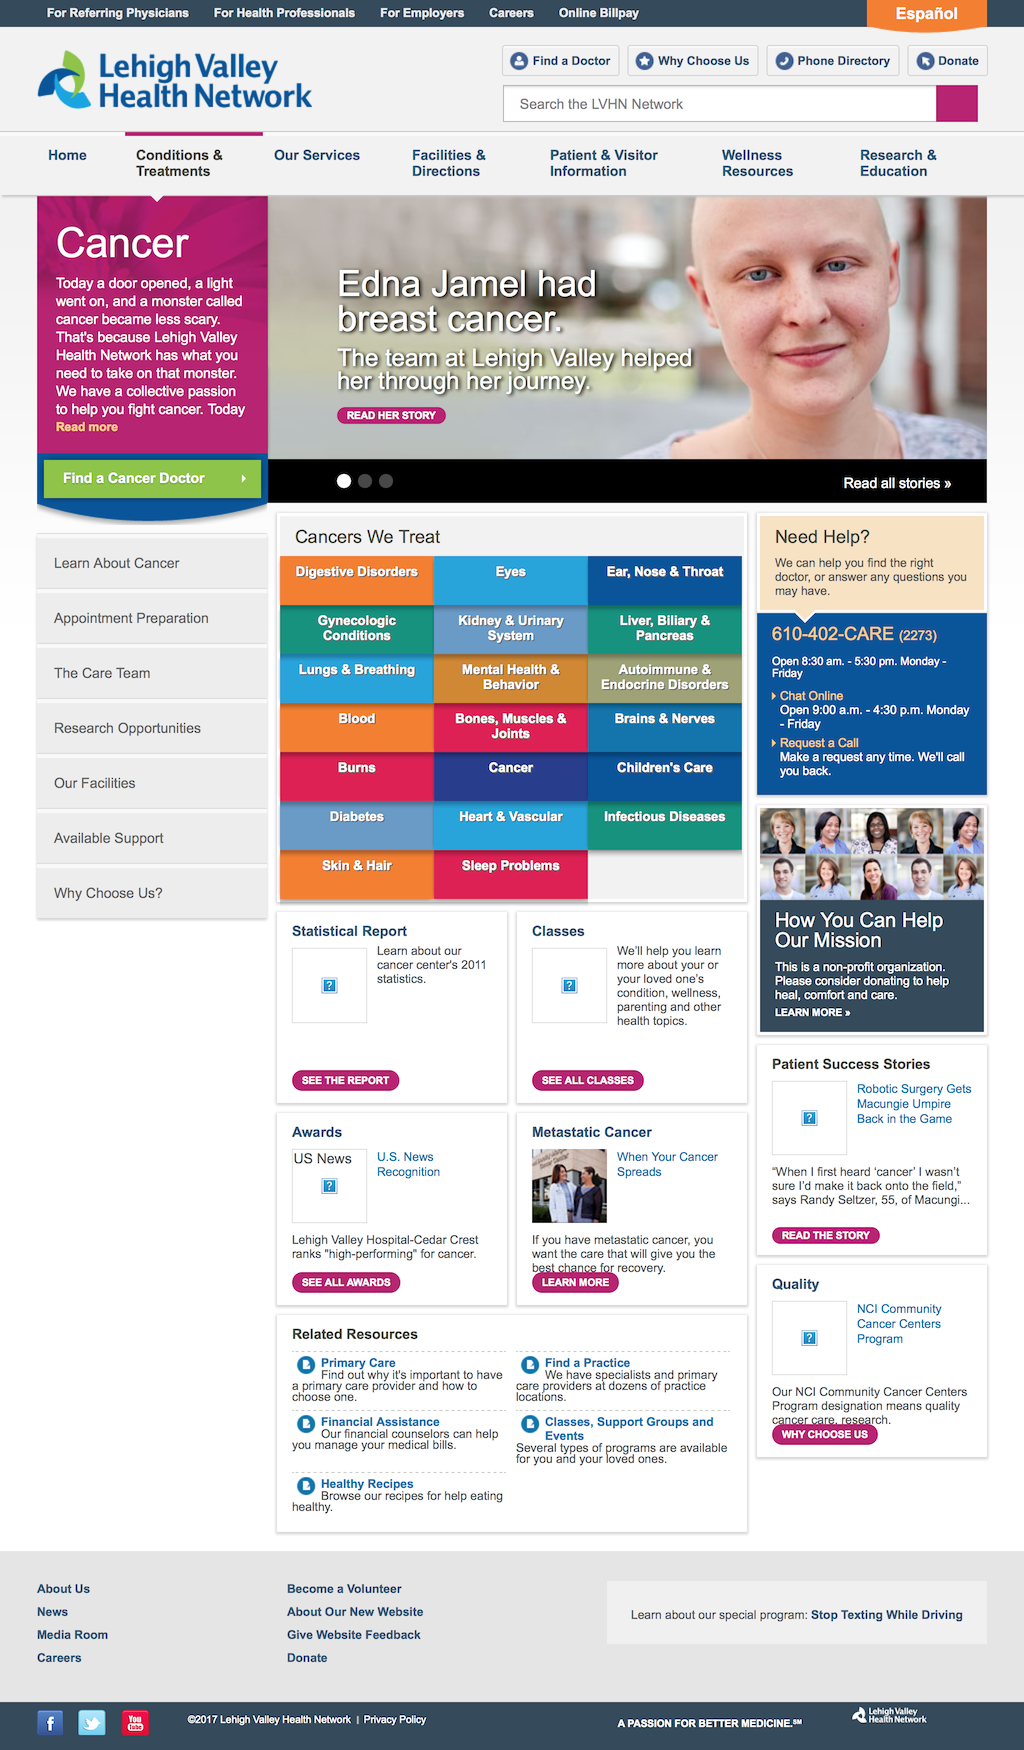 For Referring Physicians For Health Professionals For Employers Careers Online Billpay Español
Lehigh Valley
Health Network
Find a Doctor Why Choose Us Phone Directory Donate
Search the LVHN Network
Home Conditions & Treatments Our Services Facilities & Directions Patient & Visitor Information Wellness Resources Research & Education
Cancer
Today a door opened, a light
went on, and a monster called
cancer became less scary.
That's because Lehigh Valley
Health Network has what you
need to take on that monster.
We have a collective passion
to help you fight cancer. Today
Read more
Find a Cancer Doctor
Edna Jamel had
breast cancer.
The team at Lehigh Valley helped
her through her journey.
READ HER STORY
Read all stories »
Learn About Cancer
Appointment Preparation
The Care Team
Research Opportunities
Our Facilities
Available Support
Why Choose Us?
Cancers We Treat
Digestive Disorders Eyes Ear, Nose & Throat
Gynecologic Conditions Kidney & Urinary System Liver, Biliary & Pancreas
Lungs & Breathing Mental Health & Behavior Autoimmune & Endocrine Disorders
Blood Bones, Muscles & Joints Brains & Nerves
Burns Cancer Children's Care
Diabetes Heart & Vascular Infectious Diseases
Skin & Hair Sleep Problems
Need Help?
We can help you find the right
doctor, or answer any questions you
may have.
610-402-CARE (2273)
Open 8:30 am. - 5:30 pm. Monday -
Friday
Chat Online
Open 9:00 a.m. - 4:30 p.m. Monday
- Friday
Request a Call
Make a request any time. We'll call
you back.
How You Can Help
Our Mission
This is a non-profit organization.
Please consider donating to help
heal, comfort and care.
LEARN MORE »
Statistical Report
Learn about our
cancer center's 2011
statistics.
SEE THE REPORT
Classes
We'll help you learn
more about your or
your loved one's
condition, wellness,
parenting and other
health topics.
SEE ALL CLASSES
Patient Success Stories
Robotic Surgery Gets
Macungie Umpire
Back in the Game
“When I first heard ‘cancer’ I wasn’t
sure I’d make it back onto the field,”
says Randy Seltzer, 55, of Macungi...
READ THE STORY
Awards
US News
U.S. News
Recognition
Lehigh Valley Hospital-Cedar Crest
ranks "high-performing" for cancer.
SEE ALL AWARDS
Metastatic Cancer
When Your Cancer
Spreads
If you have metastatic cancer, you
want the care that will give you the
best chance for recovery.
LEARN MORE
Quality
NCI Community
Cancer Centers
Program
Our NCI Community Cancer Centers
Program designation means quality
cancer care, research.
WHY CHOOSE US
Related Resources
Primary Care
Find out why it's important to have
a primary care provider and how to
choose one.
Find a Practice
We have specialists and primary
care providers at dozens of practice
locations.
Financial Assistance
Our financial counselors can help
you manage your medical bills.
Classes, Support Groups and
Events
Several types of programs are available
for you and your loved ones.
Healthy Recipes
Browse our recipes for help eating
healthy.
About Us
News
Media Room
Careers
Become a Volunteer
About Our New Website
Give Website Feedback
Donate
Learn about our special program: Stop Texting While Driving
f You Tube
©2017 Lehigh Valley Health Network | Privacy Policy
A PASSION FOR BETTER MEDICINE.℠
Lehigh Valley
Health Network